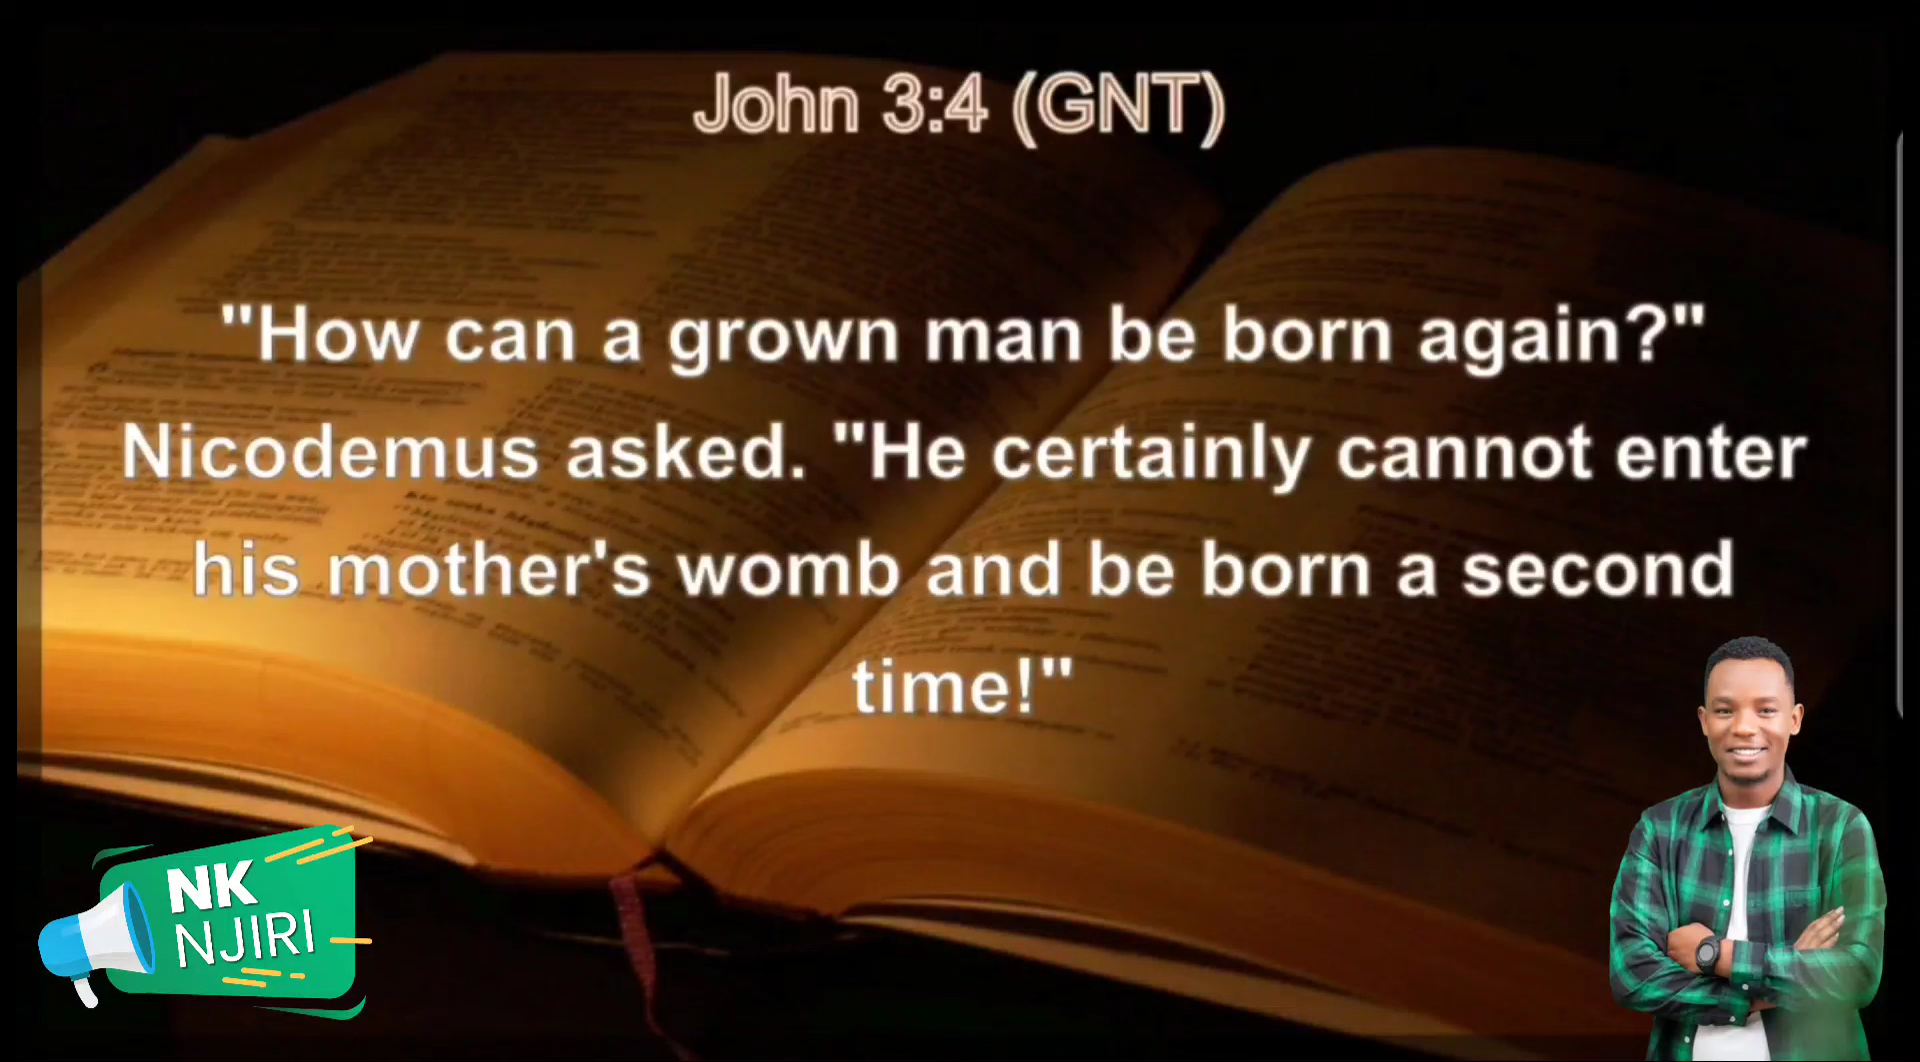 John 3:4 (GNT)
"How can a grown man be born again?"
Nicodemus asked. "He certainly cannot enter
his mother's womb and be born a second
time!"
NK
NJIRI